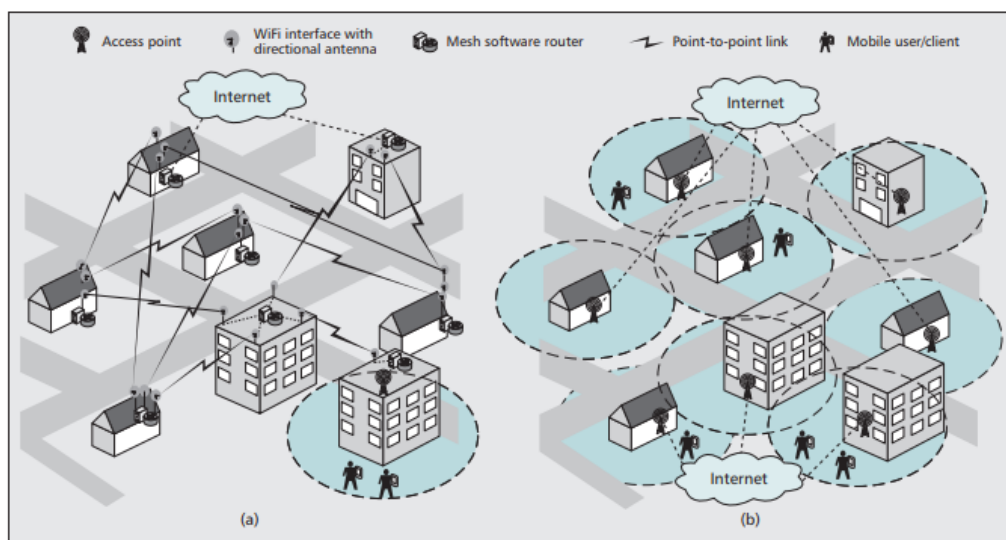 Access point
WiFi interface with
directional antenna
Mesh software router
Point-to-point link
Mobile user/client
Internet
Internet
Internet
(a)
(b)